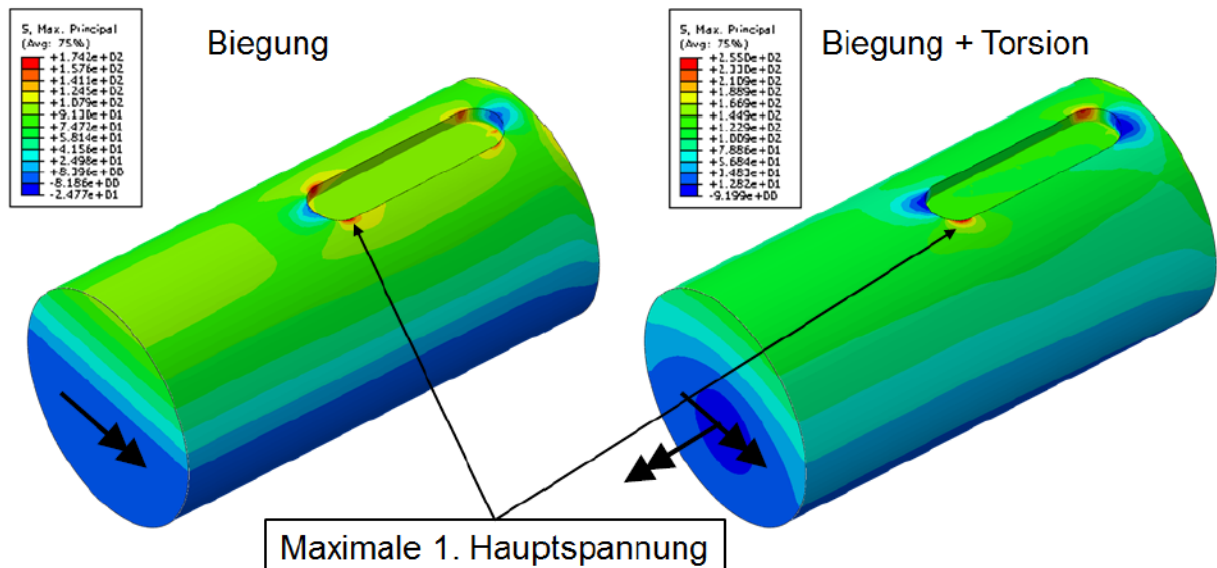 S, Max. Principal
(Avg: 75%)
+1.742e+02
+1.576e+02
+1.411e+02
+1.245e+02
+1.079e+02
+9.130e+01
+7.472e+01
+5.814e+01
+4.156e+01
+2.498e+01
+8.396e+00
-8.186e+00
-2.477e+01
Biegung
S, Max. Principal
(Avg: 75%)
+2.550e+02
+2.330e+02
+2.109e+02
+1.889e+02
+1.669e+02
+1.449e+02
+1.229e+02
+1.009e+02
+7.886e+01
+5.684e+01
+3.483e+01
+1.282e+01
-9.199e+00
Biegung + Torsion
Maximale 1. Hauptspannung